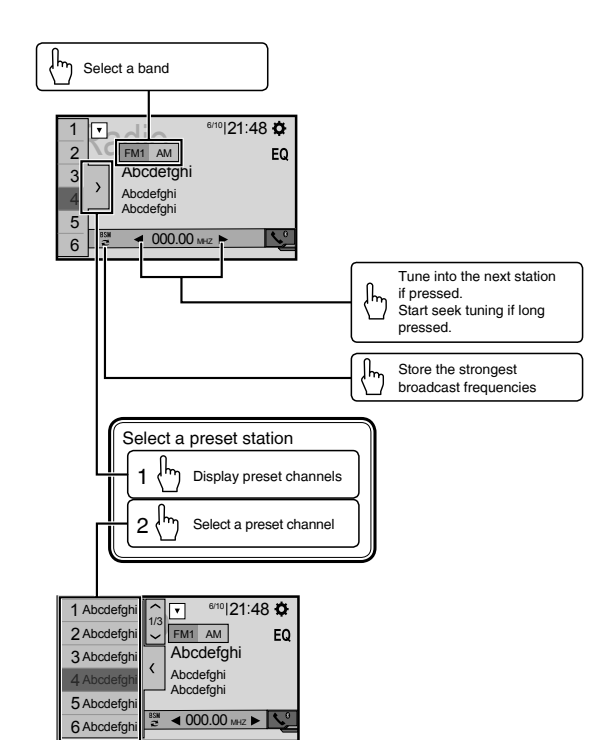 Select a band
1
2
3
4
5
6
Radio
6/10|21:48
FM1 AM
EQ
Abcdefghi
Abcdefghi
Abcdefghi
BSM
000.00 MHZ
Tune into the next station
if pressed.
Start seek tuning if long
pressed.
Store the strongest
broadcast frequencies
Select a preset station
1 Display preset channels
2 Select a preset channel
1 Abcdefghi
2 Abcdefghi
3 Abcdefghi
4 Abcdefghi
5 Abcdefghi
6 Abcdefghi
1/3
6/10|21:48
FM1 AM
EQ
Abcdefghi
Abcdefghi
Abcdefghi
BSM
000.00 MHZ